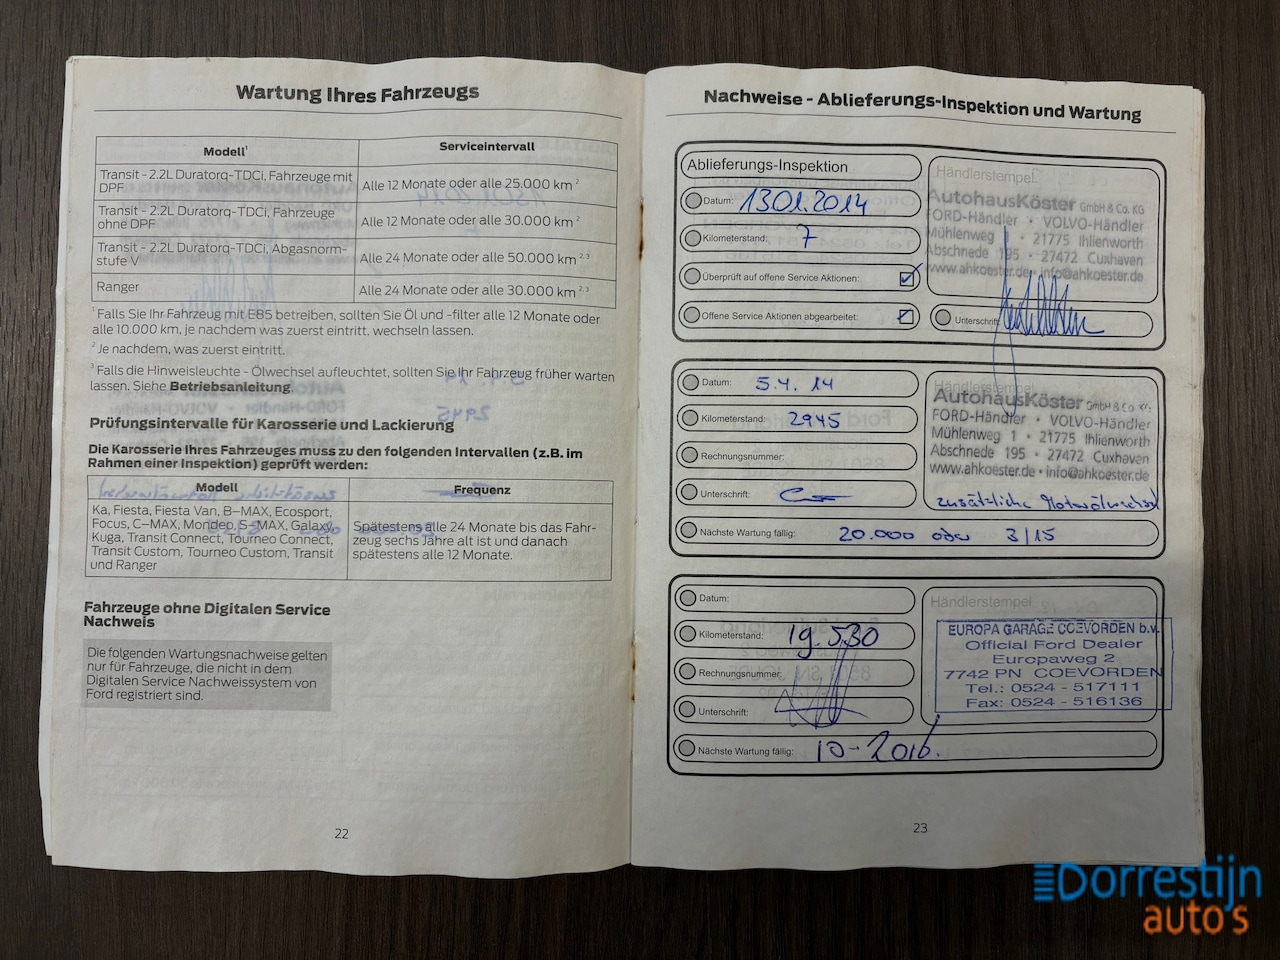 Wartung Ihres Fahrzeugs
Modell¹ Serviceintervall
Transit - 2.2L Duratorq-TDCi, Fahrzeuge mit
DPF
Alle 12 Monate oder alle 25.000 km ²
Transit - 2.2L Duratorq-TDCi, Fahrzeuge
ohne DPF
Alle 12 Monate oder alle 30.000 km ²
Transit - 2.2L Duratorq-TDCi, Abgasnorm-
stufe V
Alle 24 Monate oder alle 50.000 km ²,³
Ranger Alle 24 Monate oder alle 30.000 km ²,³
¹ Falls Sie Ihr Fahrzeug mit E85 betreiben, sollten Sie Öl und -filter alle 12 Monate oder
alle 10.000 km, je nachdem was zuerst eintritt, wechseln lassen.
² Je nachdem, was zuerst eintritt.
³ Falls die Hinweisleuchte - Ölwechsel aufleuchtet, sollten Sie Ihr Fahrzeug früher warten
lassen. Siehe Betriebsanleitung.
Prüfungsintervalle für Karosserie und Lackierung
Die Karosserie Ihres Fahrzeuges muss zu den folgenden Intervallen (z.B. im
Rahmen einer Inspektion) geprüft werden:
Modell Frequenz
Ka, Fiesta, Fiesta Van, B-MAX, Ecosport,
Focus, C-MAX, Mondeo, S-MAX, Galaxy,
Kuga, Transit Connect, Tourneo Connect,
Transit Custom, Tourneo Custom, Transit
und Ranger
Spätestens alle 24 Monate bis das Fahr-
zeug sechs Jahre alt ist und danach
spätestens alle 12 Monate.
Fahrzeuge ohne Digitalen Service
Nachweis
Die folgenden Wartungsnachweise gelten
nur für Fahrzeuge, die nicht in dem
Digitalen Service Nachweissystem von
Ford registriert sind.
22
Nachweise - Ablieferungs-Inspektion und Wartung
Ablieferungs-Inspektion
Datum: 13.01.2014
Kilometerstand: 7
Überprüft auf offene Service Aktionen:
Offene Service Aktionen abgearbeitet:
Händlerstempel:
AutohausKöster GmbH & Co. KG
FORD-Händler • VOLVO-Händler
Mühlenweg 1 • 21775 Ihlienworth
Abschnede 195 • 27472 Cuxhaven
www.ahkoester.de • info@ahkoester.de
Unterschrift:
Datum: 5.4.14
Kilometerstand: 2945
Rechnungsnummer:
Unterschrift:
Nächste Wartung fällig: 20.000 oder 3/15
Händlerstempel
AutohausKöster GmbH & Co. KG
FORD-Händler • VOLVO-Händler
Mühlenweg 1 • 21775 Ihlienworth
Abschnede 195 • 27472 Cuxhaven
www.ahkoester.de • info@ahkoester.de
zusätzliche
Datum:
Kilometerstand: 19.530
Rechnungsnummer:
Unterschrift:
Nächste Wartung fällig: 10-2016.
Händlerstempel
EUROPA GARAGE COEVORDEN b.v.
Official Ford Dealer
Europaweg 2
7742 PN COEVORDEN
Tel.: 0524 - 517111
Fax: 0524 - 516136
23
Dorrestijn
auto's